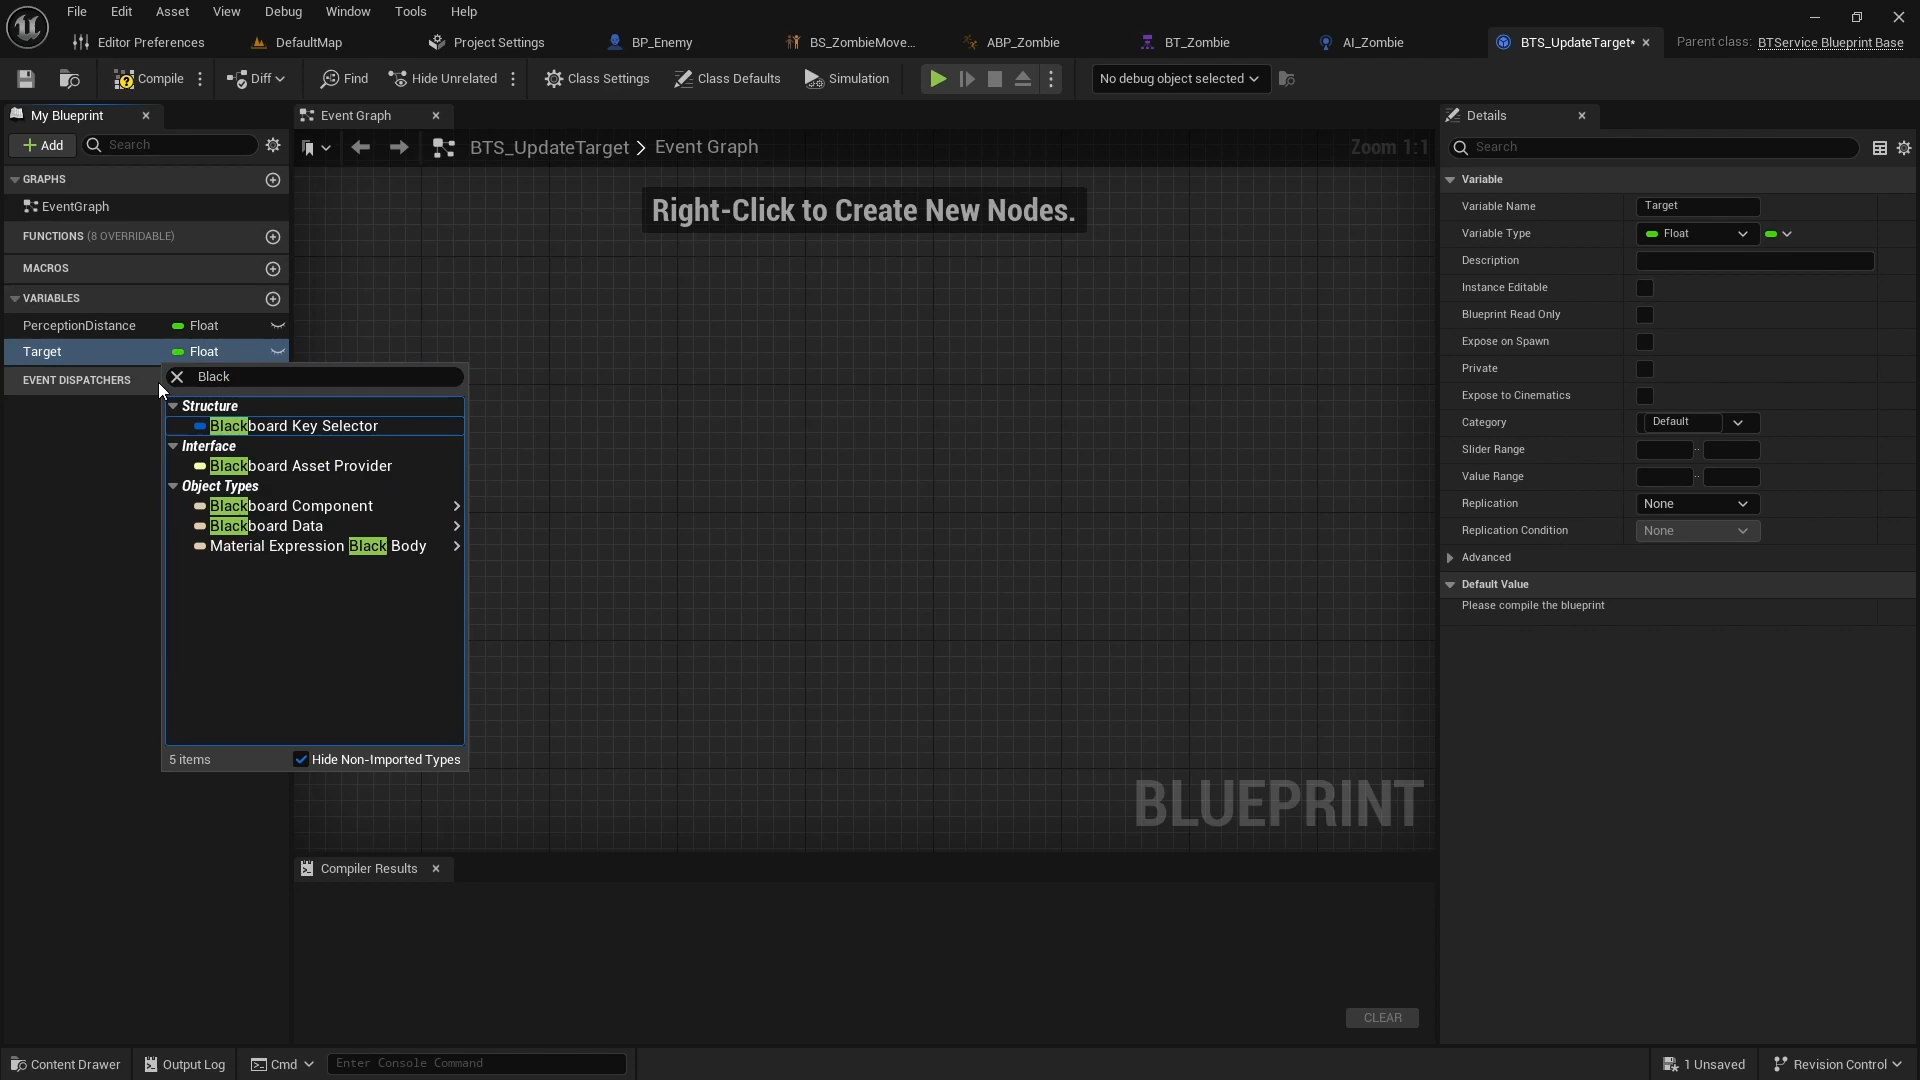 File Edit Asset View Debug Window Tools Help
Editor Preferences DefaultMap Project Settings BP_Enemy BS_ZombieMove... ABP_Zombie BT_Zombie AI_Zombie BTS_UpdateTarget* Parent class: BTService Blueprint Base
Compile Diff Find Hide Unrelated Class Settings Class Defaults Simulation No debug object selected
My Blueprint
Add Search
GRAPHS
EventGraph
FUNCTIONS (8 OVERRIDABLE)
MACROS
VARIABLES
PerceptionDistance Float
Target Float
EVENT DISPATCHERS
Black
Structure
Blackboard Key Selector
Interface
Blackboard Asset Provider
Object Types
Blackboard Component
Blackboard Data
Material Expression Black Body
5 items Hide Non-Imported Types
Event Graph
BTS_UpdateTarget > Event Graph Zoom 1:1
Right-Click to Create New Nodes.
BLUEPRINT
Compiler Results
CLEAR
Details
Search
Variable
Variable Name Target
Variable Type Float
Description
Instance Editable
Blueprint Read Only
Expose on Spawn
Private
Expose to Cinematics
Category Default
Slider Range ..
Value Range ..
Replication None
Replication Condition None
Advanced
Default Value
Please compile the blueprint
Content Drawer Output Log Cmd Enter Console Command 1 Unsaved Revision Control